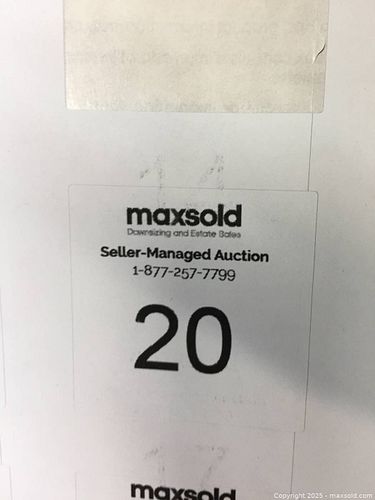 maxsold
Downsizing and Estate Sales
Seller-Managed Auction
1-877-257-7799
20
maxsold
Copyright 2025 - maxsold.com